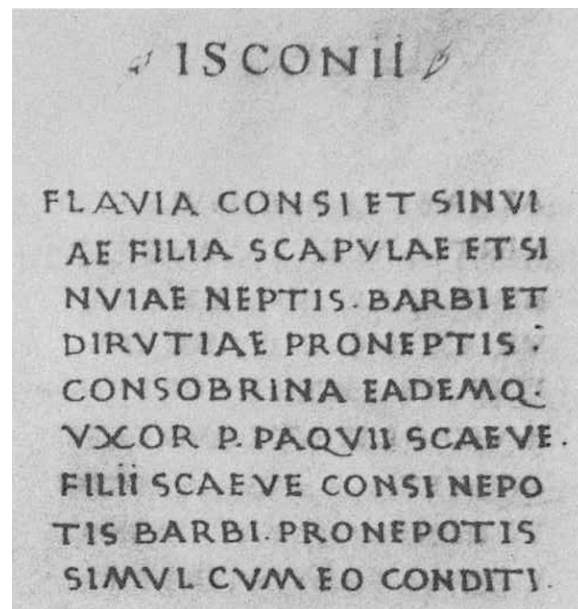 ISCONII
FLAVIA CONSI ET SINVI
AE FILIA SCAPVLAE ET SI
NVIAE NEPTIS. BARBI ET
DIRVTIAE PRONEPTIS.
CONSOBRINA EADEMQ.
VXOR P. PAQVII SCAEVE.
FILII SCAEVE CONSI NEPO
TIS BARBI. PRONEPOTIS
SIMVL CVM EO CONDITI.